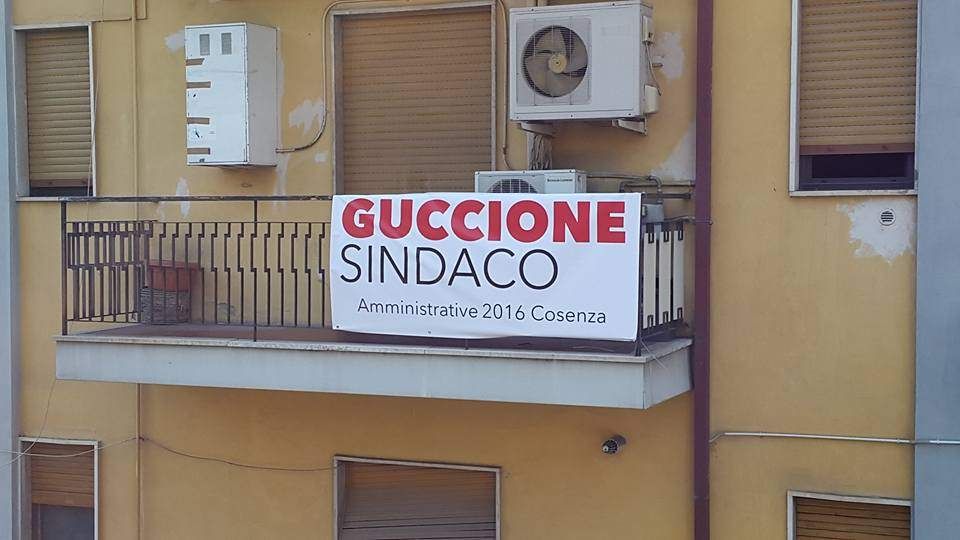 GUCCIONE
SINDACO
Amministrative 2016 Cosenza